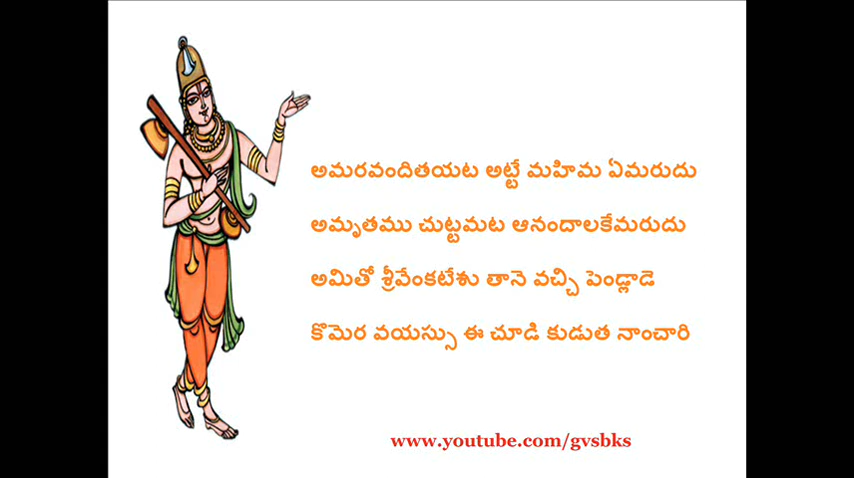 అమరవందితయట అట్టే మహిమ ఏమరుదు
అమృతము చుట్టమట ఆనందాలకేమరుదు
అమితో శ్రీవేంకటేశు తానె వచ్చి పెండ్లాడె
కొమెర వయస్సు ఈ చూడి కుడుత నాంచారి
www.youtube.com/gvsbks